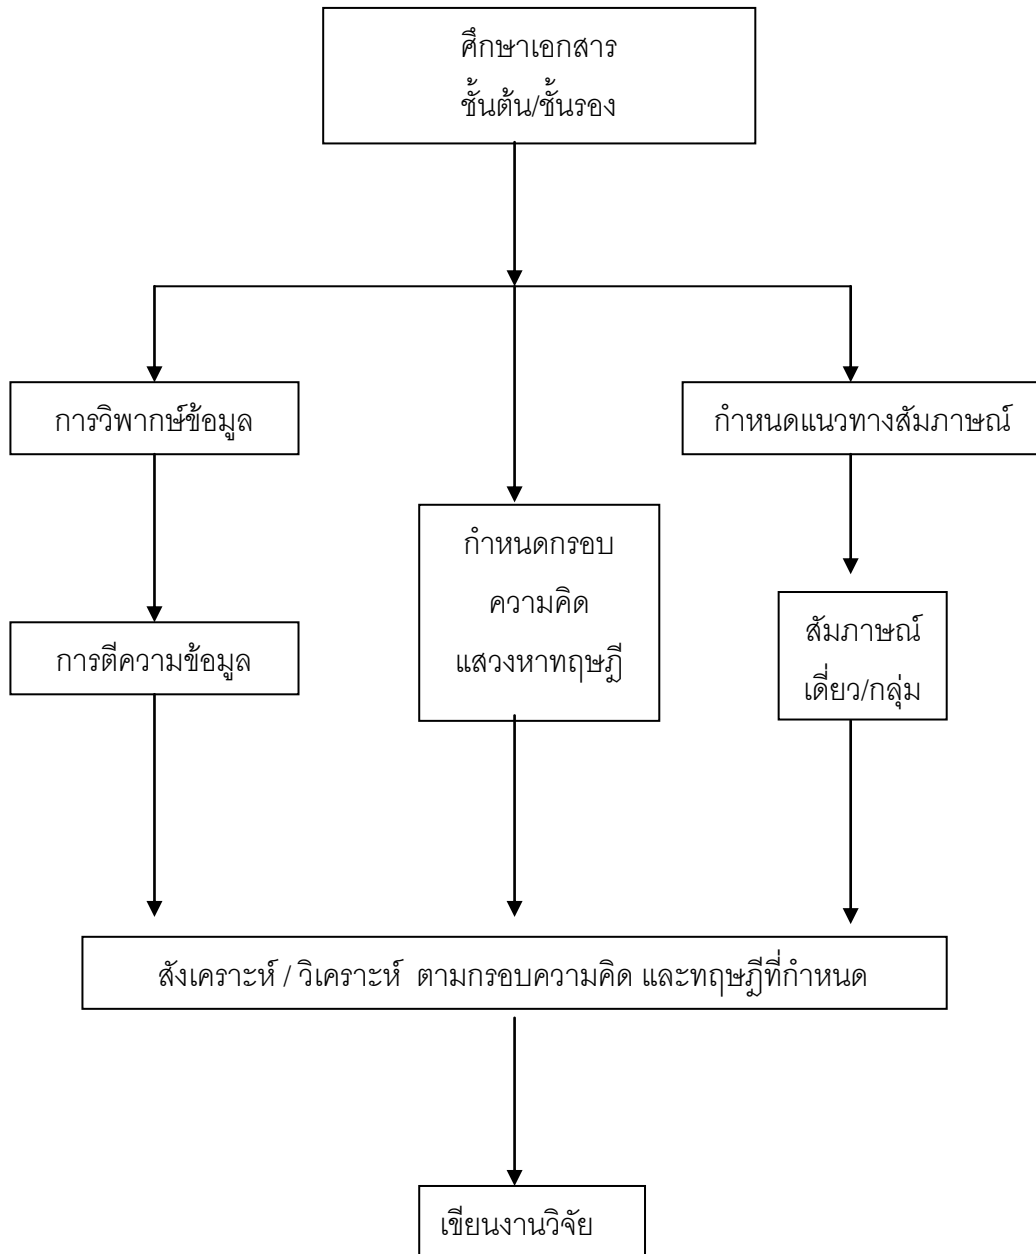 ศึกษาเอกสาร
ชั้นต้น/ชั้นรอง
การวิพากษ์ข้อมูล
กำหนดแนวทางสัมภาษณ์
กำหนดกรอบ
ความคิด
แสวงหาทฤษฎี
การตีความข้อมูล
สัมภาษณ์
เดี่ยว/กลุ่ม
สังเคราะห์ / วิเคราะห์ ตามกรอบความคิด และทฤษฎีที่กำหนด
เขียนงานวิจัย